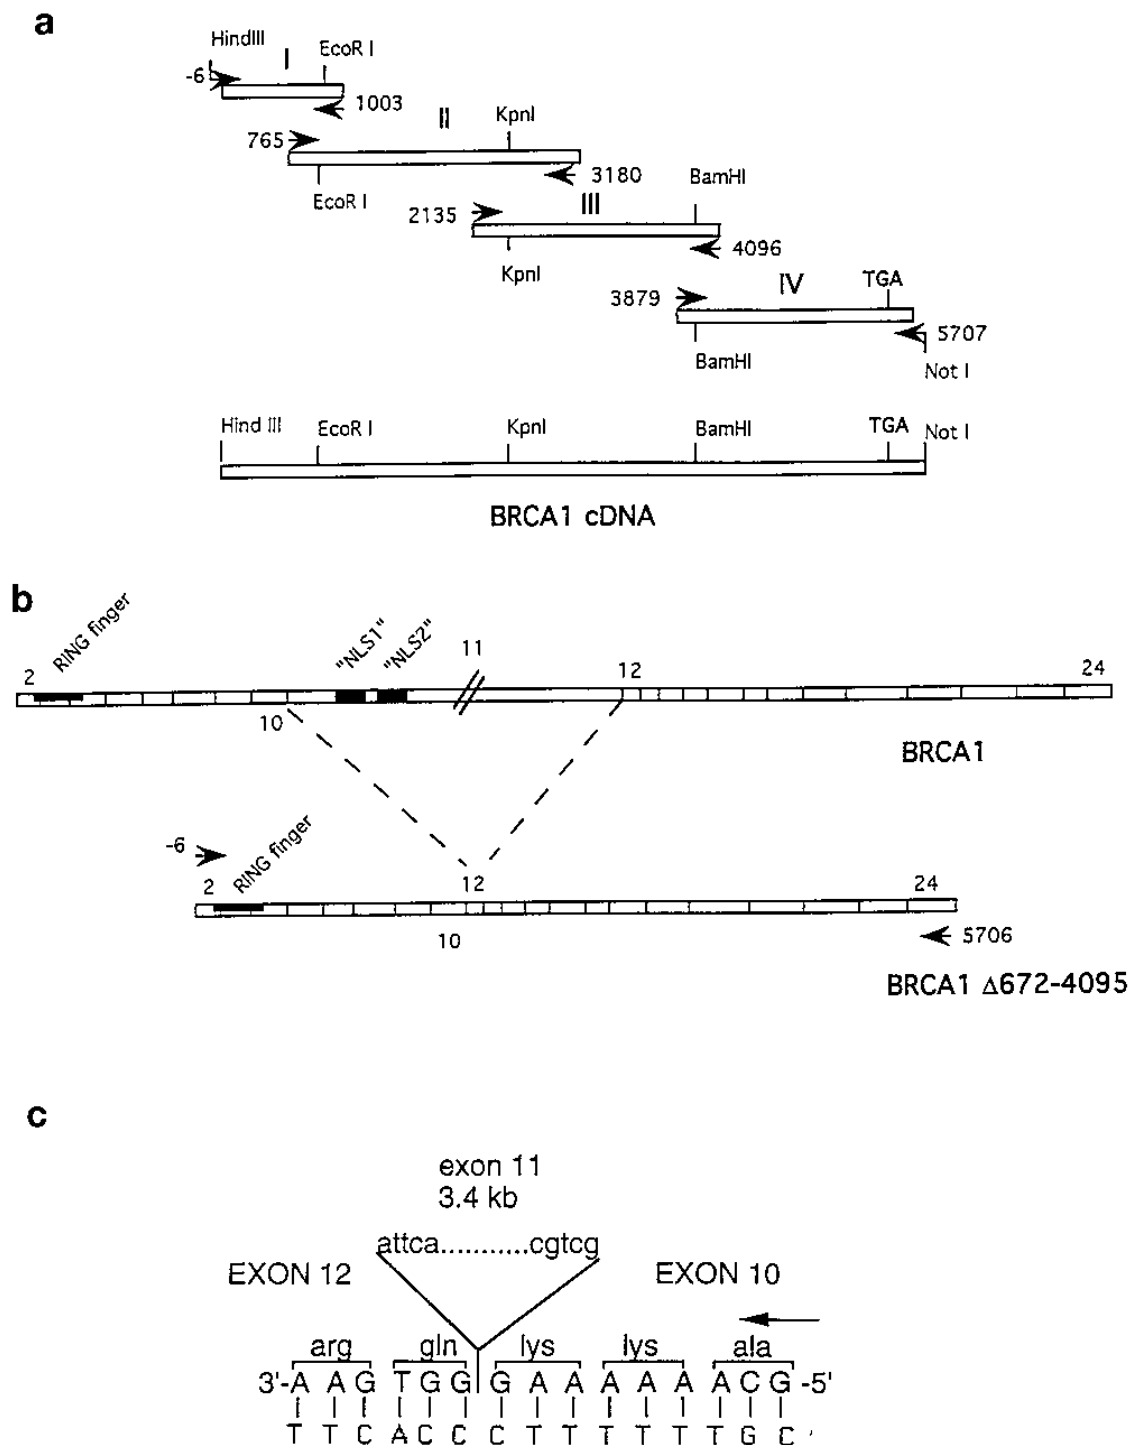 a
HindIII I EcoR I
-6
1003
765 II KpnI
3180
EcoR I
2135 III BamHI
4096
KpnI
3879 IV TGA
5707
BamHI
Not I
Hind III EcoR I KpnI BamHI TGA Not I
BRCA1 cDNA
b
2 RING finger "NLS1" "NLS2" 11 12 24
10
BRCA1
-6
2 RING finger 12 24
10 5706
BRCA1 Δ672-4095
c
exon 11
3.4 kb
attca...........cgtcg
EXON 12 EXON 10
arg gln lys lys ala
3'-A A G T G G G A A A A A A C G -5'
T T C A C C C T T T T T T G C '